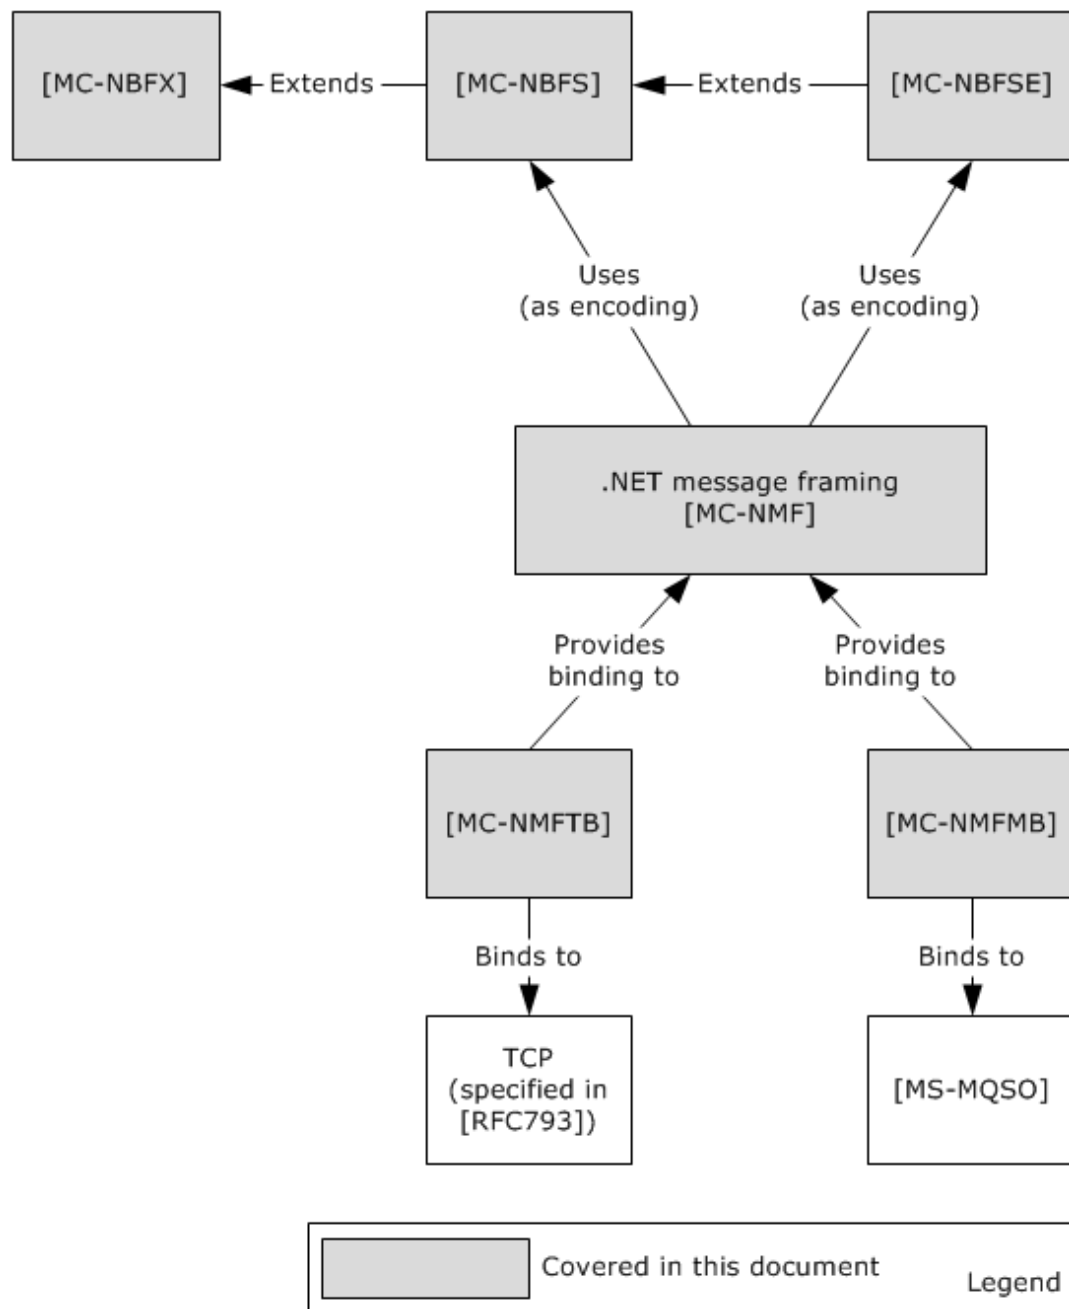 [MC-NBFX]
Extends
[MC-NBFS]
Extends
[MC-NBFSE]
Uses
(as encoding)
Uses
(as encoding)
.NET message framing
[MC-NMF]
Provides
binding to
Provides
binding to
[MC-NMFTB]
[MC-NMFMB]
Binds to
Binds to
TCP
(specified in
[RFC793])
[MS-MQSO]
Covered in this document
Legend